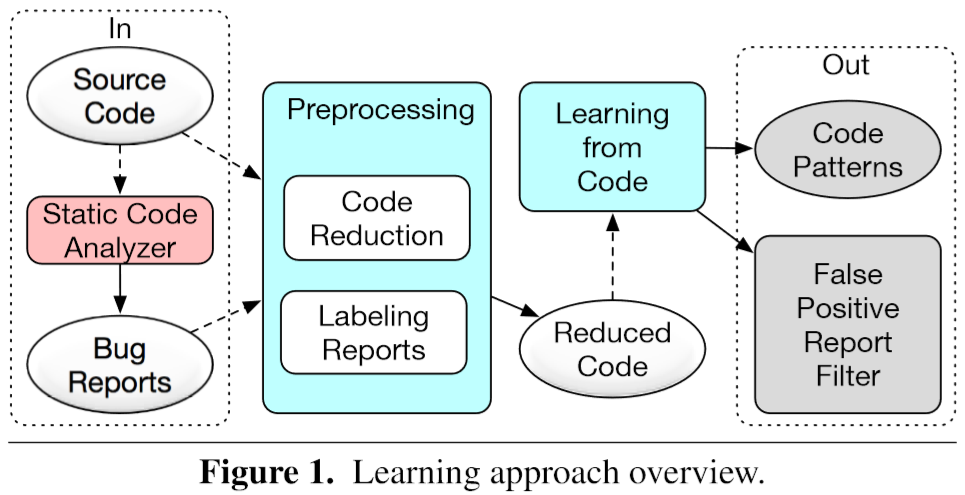 In
Source
Code
Static Code
Analyzer
Bug
Reports
Preprocessing
Code
Reduction
Labeling
Reports
Learning
from
Code
Reduced
Code
Out
Code
Patterns
False
Positive
Report
Filter
Figure 1. Learning approach overview.